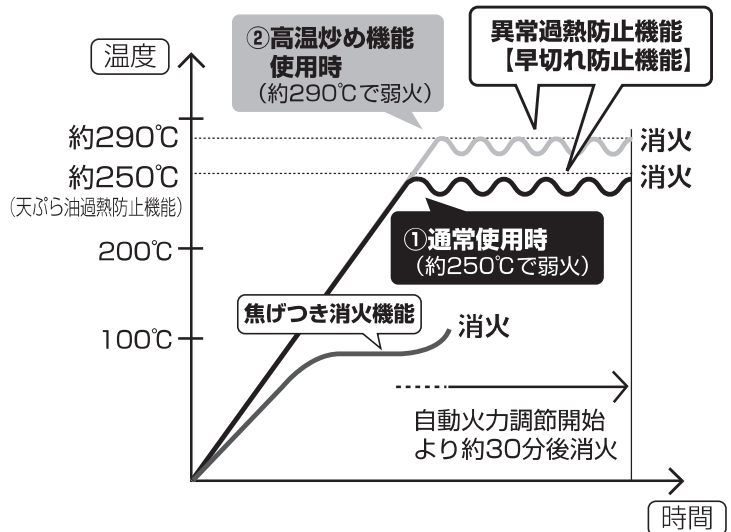 ②高温炒め機能
使用時
（約290℃で弱火）
異常過熱防止機能
【早切れ防止機能】
温度
約290℃
消火
約250℃
消火
（天ぷら油過熱防止機能）
①通常使用時
（約250℃で弱火）
200℃
焦げつき消火機能
消火
100℃
自動火力調節開始
より約30分後消火
時間